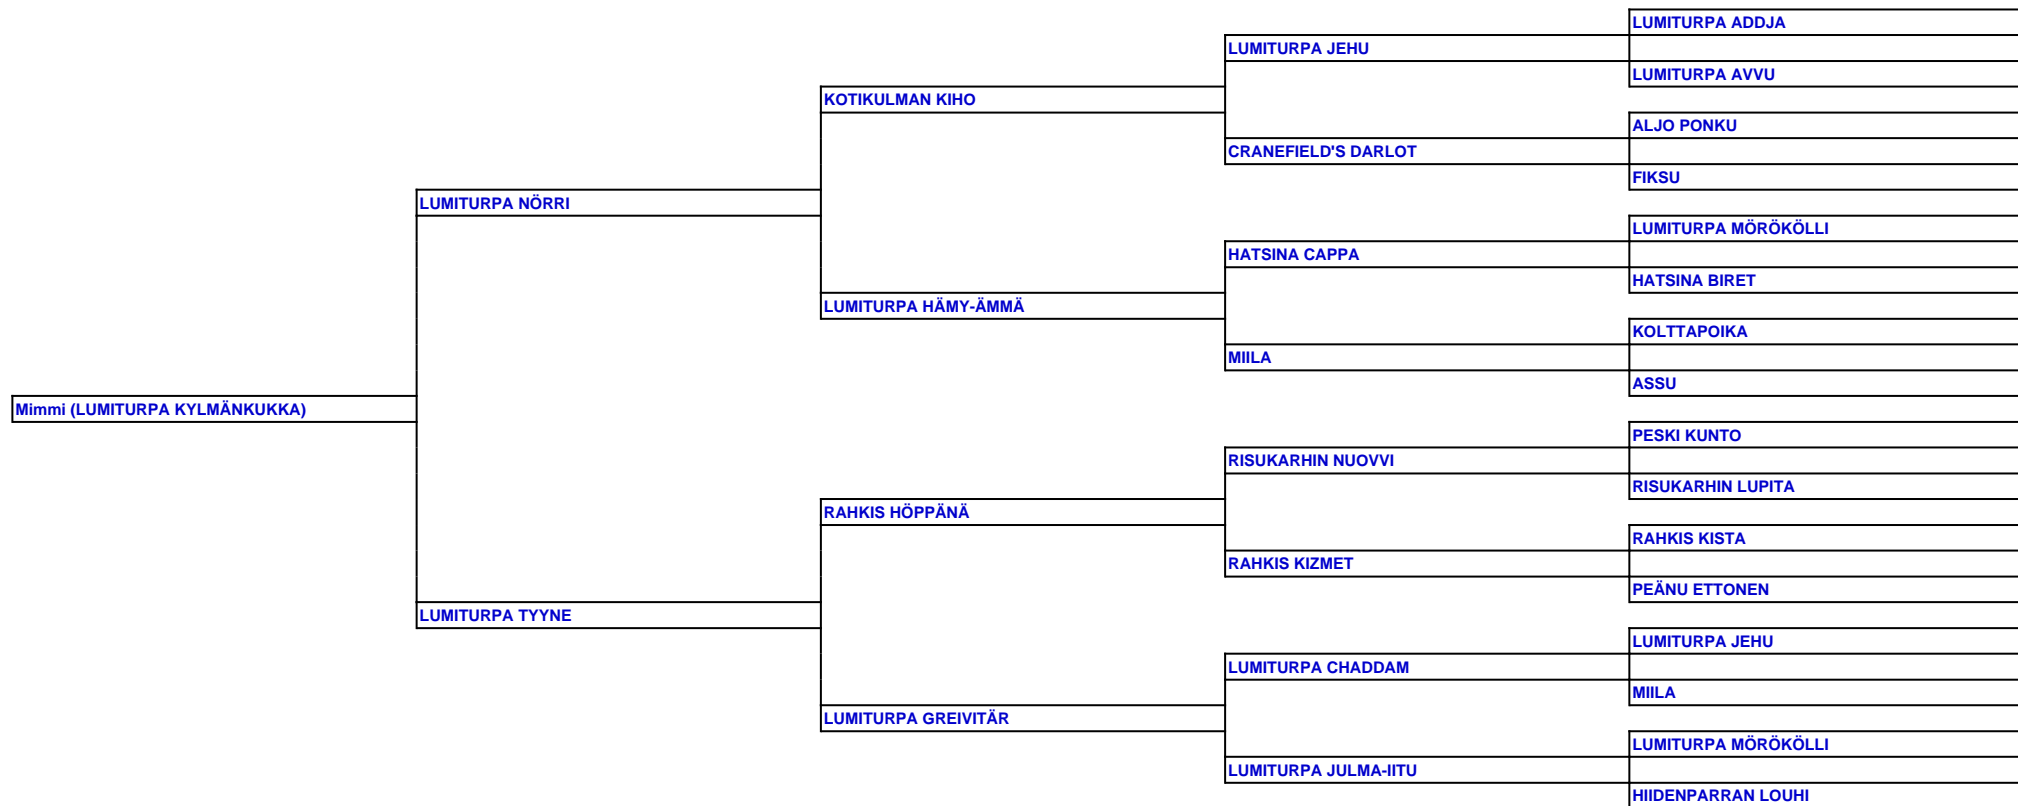 LUMITURPA ADDJA
LUMITURPA JEHU
LUMITURPA AVVU
KOTIKULMAN KIHO
ALJO PONKU
CRANEFIELD'S DARLOT
FIKSU
LUMITURPA NÖRRI
LUMITURPA MÖRÖKÖLLI
HATSINA CAPPA
HATSINA BIRET
LUMITURPA HÄMY-ÄMMÄ
KOLTTAPOIKA
MIILA
ASSU
Mimmi (LUMITURPA KYLMÄNKUKKA)
PESKI KUNTO
RISUKARHIN NUOVVI
RISUKARHIN LUPITA
RAHKIS HÖPPÄNÄ
RAHKIS KISTA
RAHKIS KIZMET
PEÄNU ETTONEN
LUMITURPA TYYNE
LUMITURPA JEHU
LUMITURPA CHADDAM
MIILA
LUMITURPA GREIVITÄR
LUMITURPA MÖRÖKÖLLI
LUMITURPA JULMA-IITU
HIIDENPARRAN LOUHI